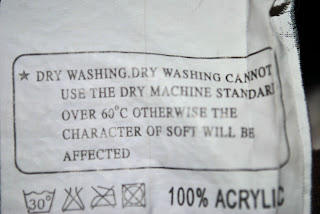 ★ DRY WASHING.DRY WASHING CANNOT
USE THE DRY MACHINE STANDARD
OVER 60°C OTHERWISE THE
CHARACTER OF SOFT WILL BE
AFFECTED
30° 100% ACRYLIC